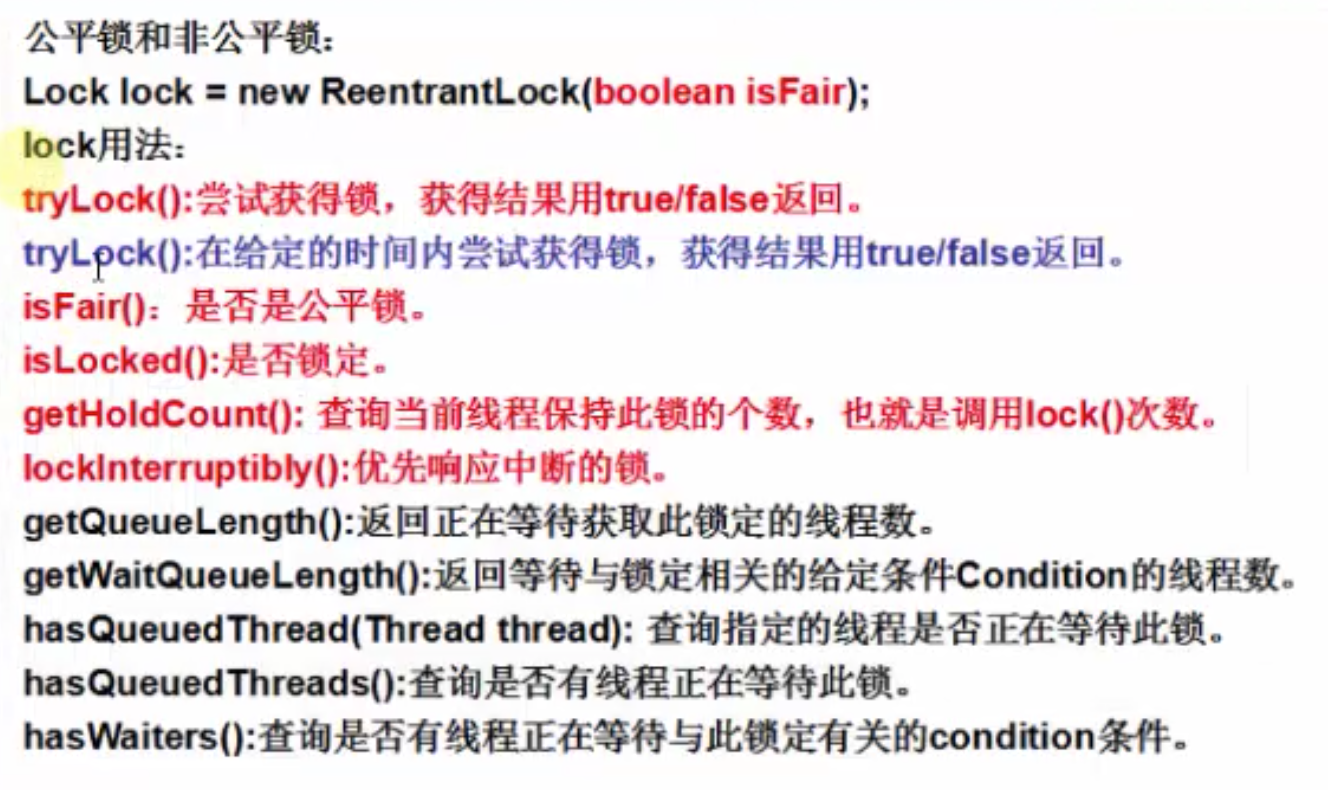 公平锁和非公平锁：
Lock lock = new ReentrantLock(boolean isFair);
lock用法：
tryLock():尝试获得锁，获得结果用true/false返回。
tryLock():在给定的时间内尝试获得锁，获得结果用true/false返回。
isFair()：是否是公平锁。
isLocked():是否锁定。
getHoldCount(): 查询当前线程保持此锁的个数，也就是调用lock()次数。
lockInterruptibly():优先响应中断的锁。
getQueueLength():返回正在等待获取此锁定的线程数。
getWaitQueueLength():返回等待与锁定相关的给定条件Condition的线程数。
hasQueuedThread(Thread thread): 查询指定的线程是否正在等待此锁。
hasQueuedThreads():查询是否有线程正在等待此锁。
hasWaiters():查询是否有线程正在等待与此锁定有关的condition条件。